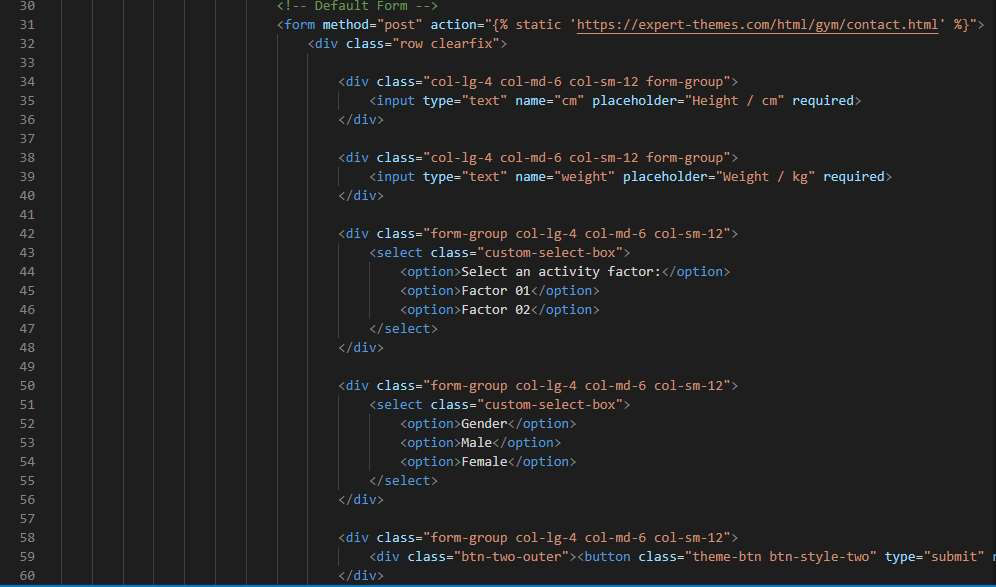 30 <!-- Default Form -->
31 <form method="post" action="{% static 'https://expert-themes.com/html/gym/contact.html' %}">
32 <div class="row clearfix">
33
34 <div class="col-lg-4 col-md-6 col-sm-12 form-group">
35 <input type="text" name="cm" placeholder="Height / cm" required>
36 </div>
37
38 <div class="col-lg-4 col-md-6 col-sm-12 form-group">
39 <input type="text" name="weight" placeholder="Weight / kg" required>
40 </div>
41
42 <div class="form-group col-lg-4 col-md-6 col-sm-12">
43 <select class="custom-select-box">
44 <option>Select an activity factor:</option>
45 <option>Factor 01</option>
46 <option>Factor 02</option>
47 </select>
48 </div>
49
50 <div class="form-group col-lg-4 col-md-6 col-sm-12">
51 <select class="custom-select-box">
52 <option>Gender</option>
53 <option>Male</option>
54 <option>Female</option>
55 </select>
56 </div>
57
58 <div class="form-group col-lg-4 col-md-6 col-sm-12">
59 <div class="btn-two-outer"><button class="theme-btn btn-style-two" type="submit"
60 </div>